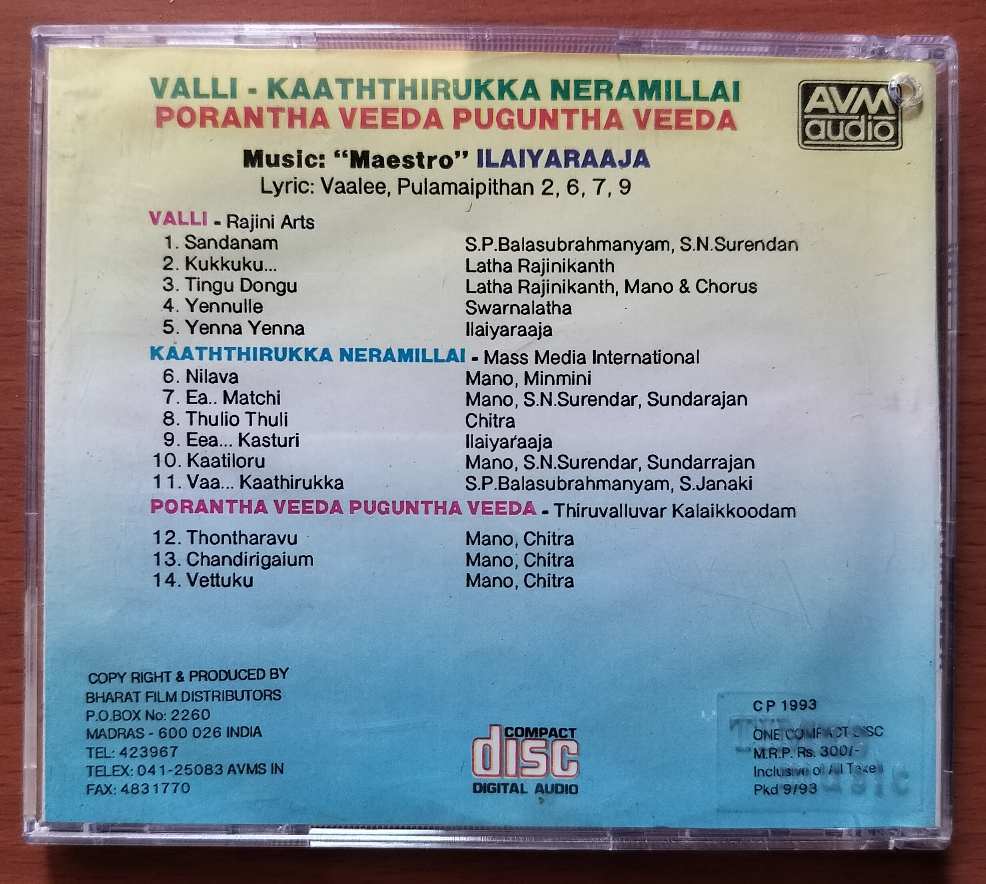 VALLI - KAATHTHIRUKKA NERAMILLAI
PORANTHA VEEDA PUGUNTHA VEEDA
AVM
audio
Music: "Maestro" ILAIYARAAJA
Lyric: Vaalee, Pulamaipithan 2, 6, 7, 9
VALLI - Rajini Arts
1. Sandanam S.P.Balasubrahmanyam, S.N.Surendan
2. Kukkuku... Latha Rajinikanth
3. Tingu Dongu Latha Rajinikanth, Mano & Chorus
4. Yennulle Swarnalatha
5. Yenna Yenna Ilaiyaraaja
KAATHTHIRUKKA NERAMILLAI - Mass Media International
6. Nilava Mano, Minmini
7. Ea.. Matchi Mano, S.N.Surendar, Sundarajan
8. Thulio Thuli Chitra
9. Eea... Kasturi Ilaiyaraaja
10. Kaatiloru Mano, S.N.Surendar, Sundarrajan
11. Vaa... Kaathirukka S.P.Balasubrahmanyam, S.Janaki
PORANTHA VEEDA PUGUNTHA VEEDA - Thiruvalluvar Kalaikkoodam
12. Thontharavu Mano, Chitra
13. Chandirigaium Mano, Chitra
14. Vettuku Mano, Chitra
COPY RIGHT & PRODUCED BY
BHARAT FILM DISTRIBUTORS
P.O.BOX No: 2260
MADRAS - 600 026 INDIA
TEL: 423967
TELEX: 041-25083 AVMS IN
FAX: 4831770
COMPACT
disc
DIGITAL AUDIO
CP 1993
ONE COMPACT DISC
M.R.P. Rs. 300/-
Inclusive of All Taxes
Pkd 9/93